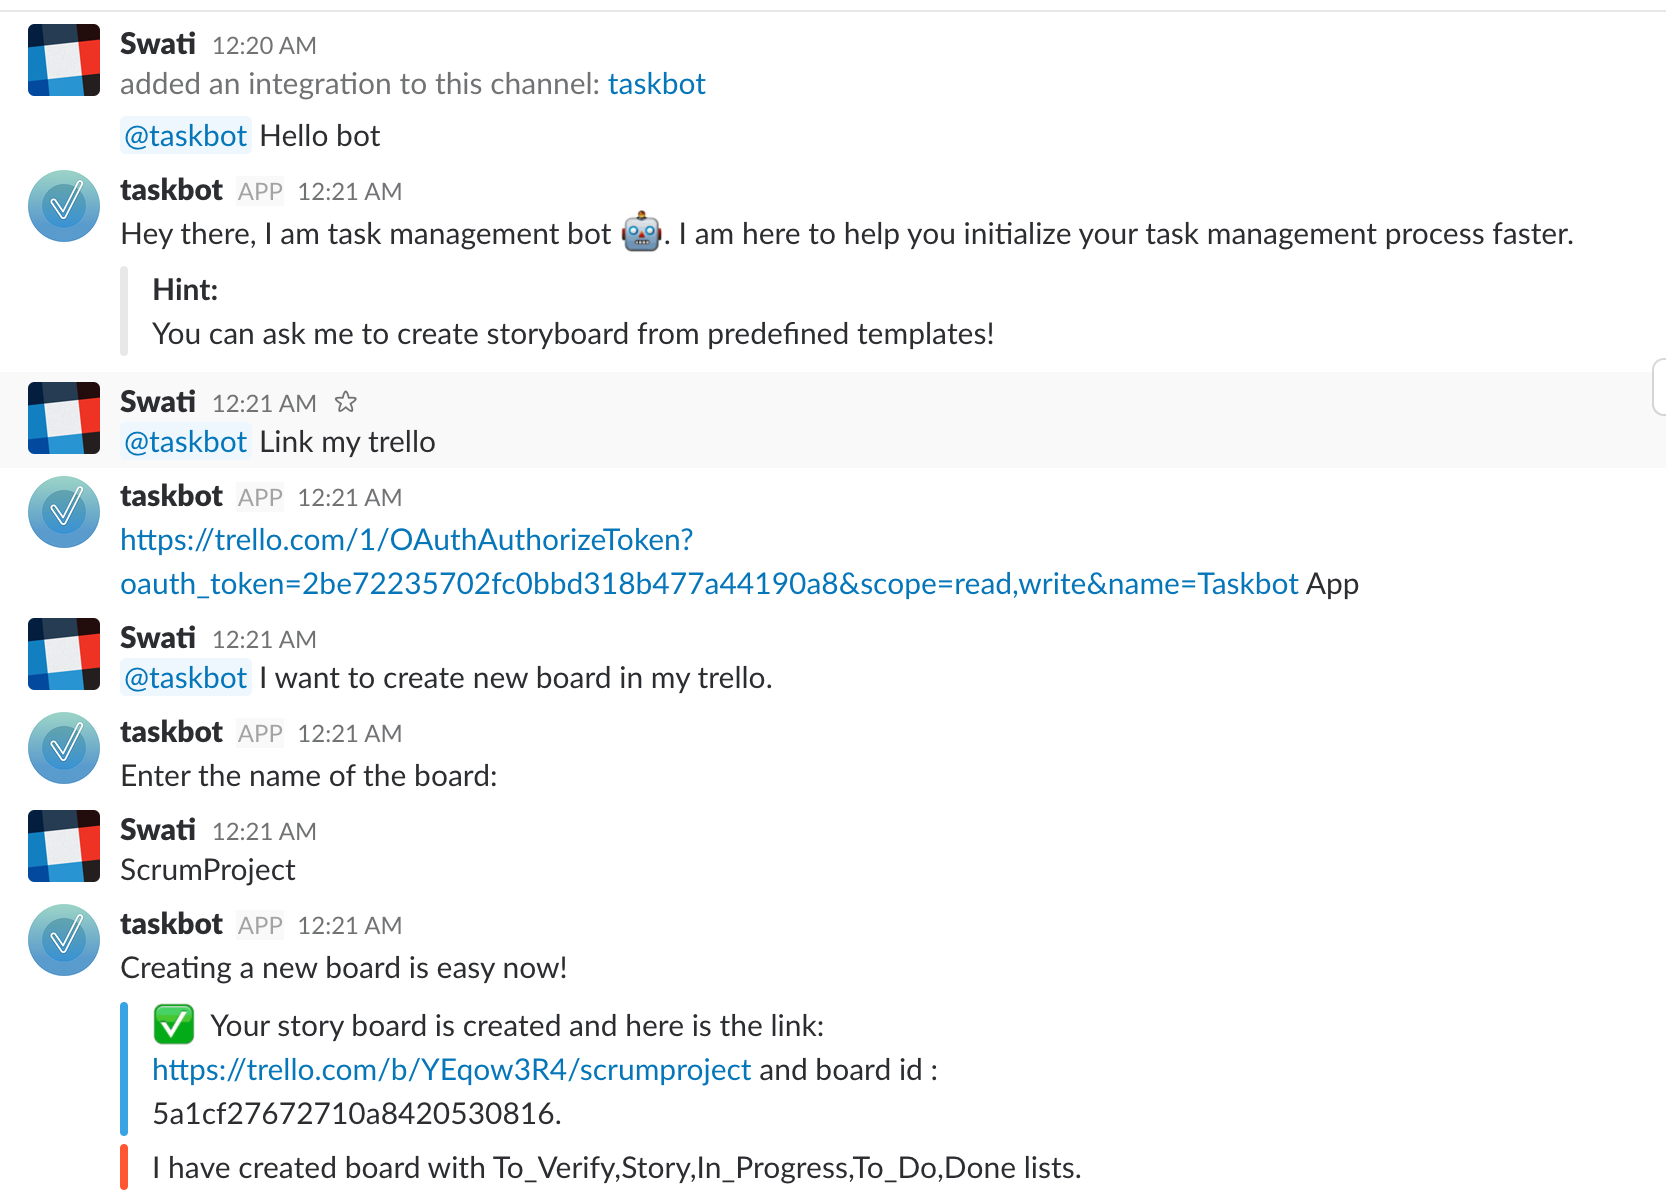 Swati 12:20 AM
added an integration to this channel: taskbot
@taskbot Hello bot
taskbot APP 12:21 AM
Hey there, I am task management bot 🤖. I am here to help you initialize your task management process faster.
Hint:
You can ask me to create storyboard from predefined templates!
Swati 12:21 AM ☆
@taskbot Link my trello
taskbot APP 12:21 AM
https://trello.com/1/OAuthAuthorizeToken?
oauth_token=2be72235702fc0bbd318b477a44190a8&scope=read,write&name=Taskbot App
Swati 12:21 AM
@taskbot I want to create new board in my trello.
taskbot APP 12:21 AM
Enter the name of the board:
Swati 12:21 AM
ScrumProject
taskbot APP 12:21 AM
Creating a new board is easy now!
✅ Your story board is created and here is the link:
https://trello.com/b/YEqow3R4/scrumproject and board id :
5a1cf27672710a8420530816.
I have created board with To_Verify,Story,In_Progress,To_Do,Done lists.